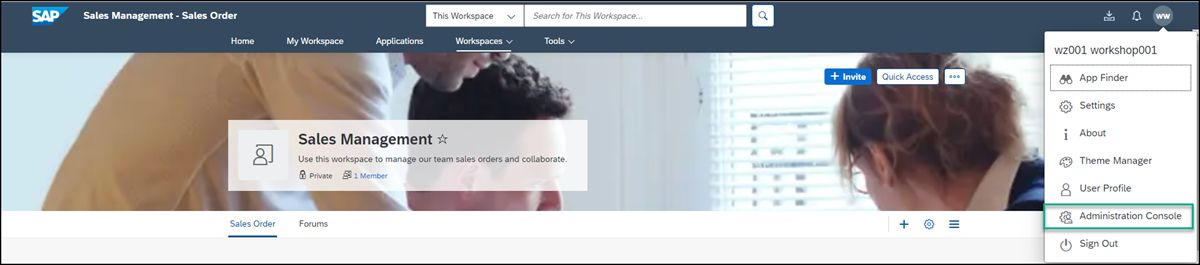 SAP
Sales Management - Sales Order
This Workspace
Search for This Workspace...
WW
Home
My Workspace
Applications
Workspaces
Tools
wz001 workshop001
App Finder
Settings
About
Theme Manager
User Profile
Administration Console
Sign Out
+ Invite
Quick Access
Sales Management
Use this workspace to manage our team sales orders and collaborate.
Private
1 Member
Sales Order
Forums